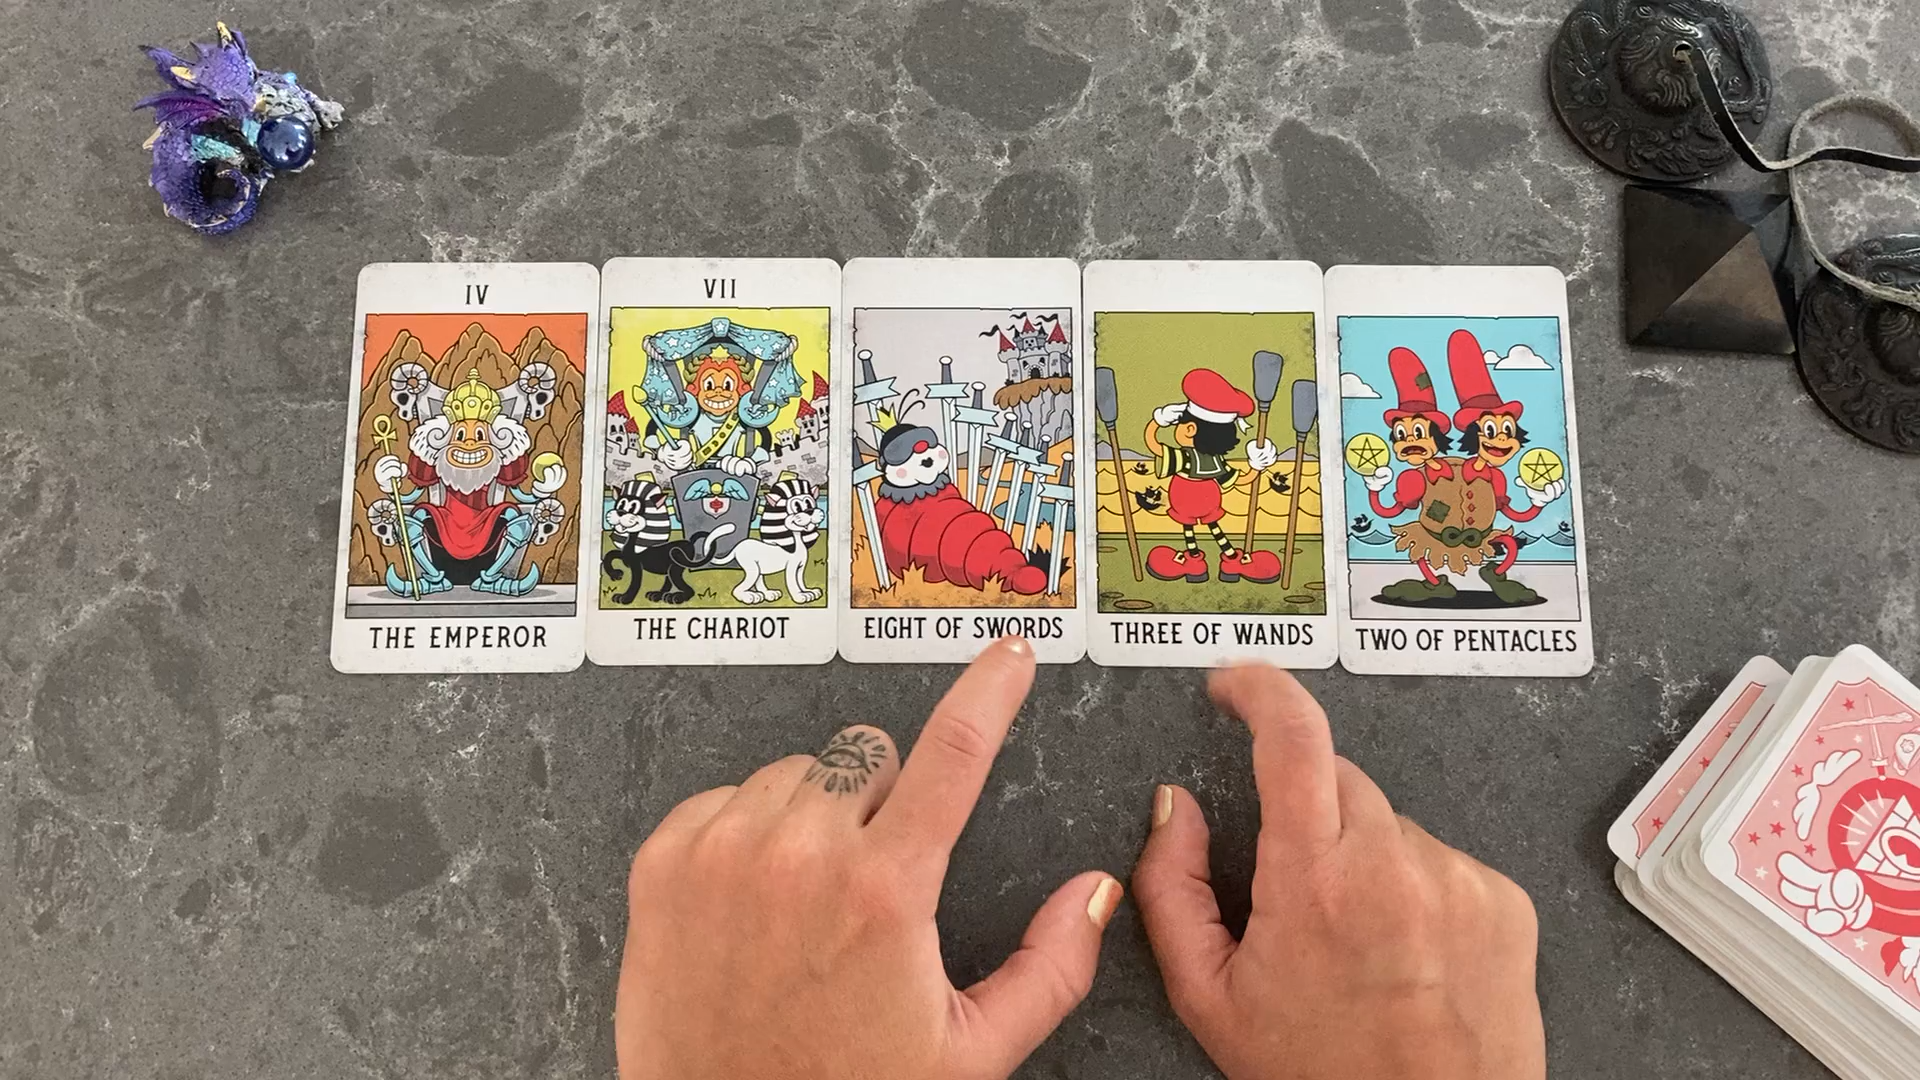 IV
THE EMPEROR
VII
THE CHARIOT
EIGHT OF SWORDS
THREE OF WANDS
TWO OF PENTACLES